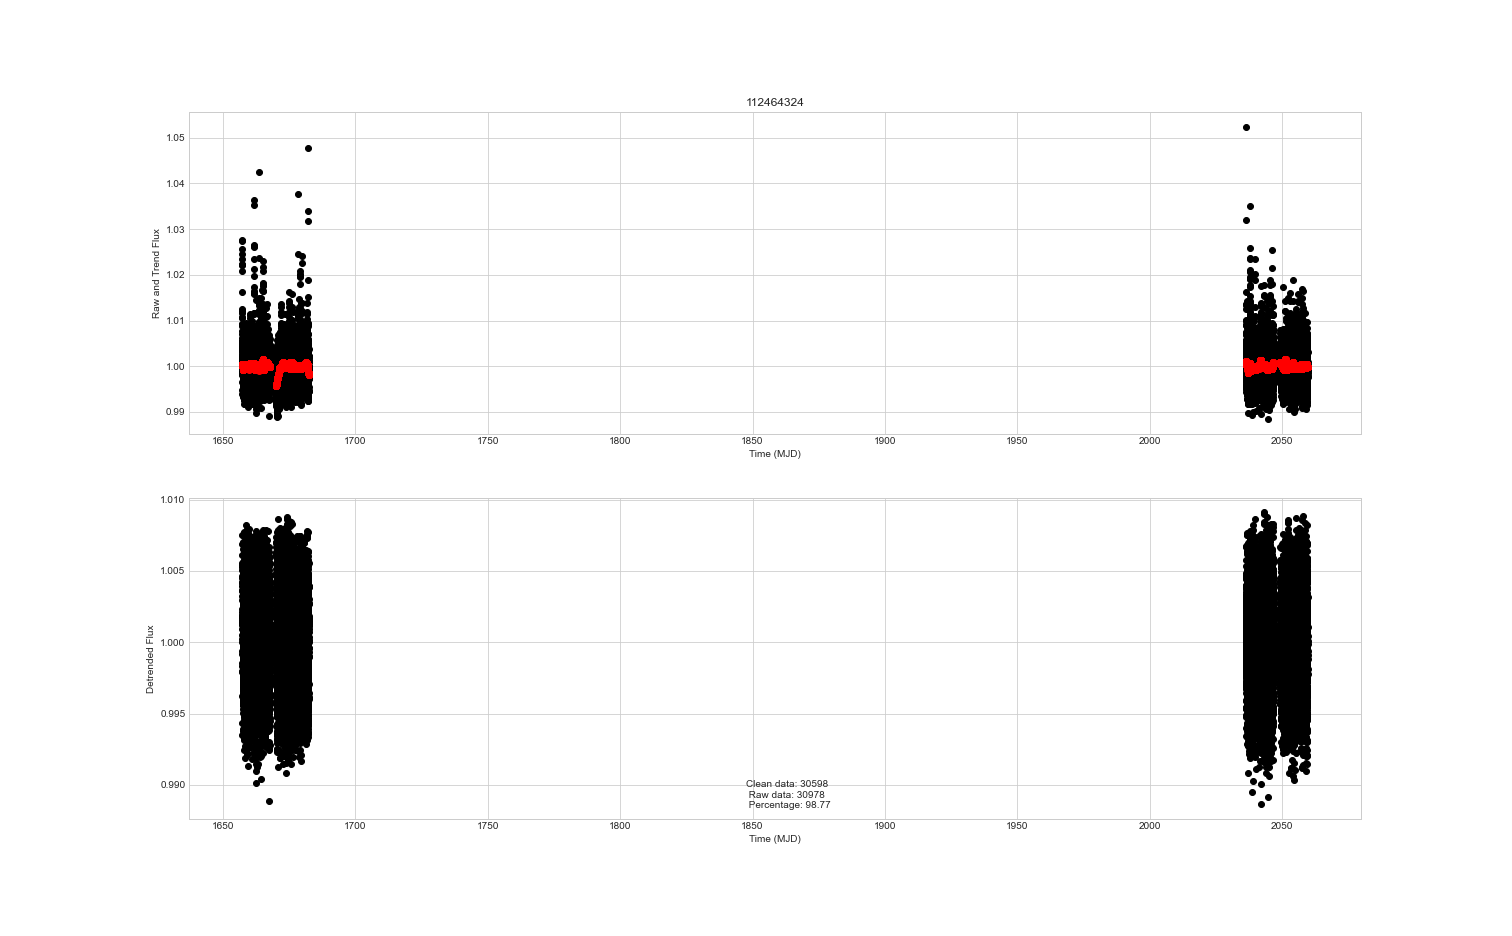 112464324
1.05
1.04
1.03
1.02
1.01
1.00
0.99
Raw and Trend Flux
1650 1700 1750 1800 1850 1900 1950 2000 2050
Time (MJD)
1.010
1.005
1.000
0.995
0.990
Detrended Flux
Clean data: 30598
Raw data: 30978
Percentage: 98.77
1650 1700 1750 1800 1850 1900 1950 2000 2050
Time (MJD)